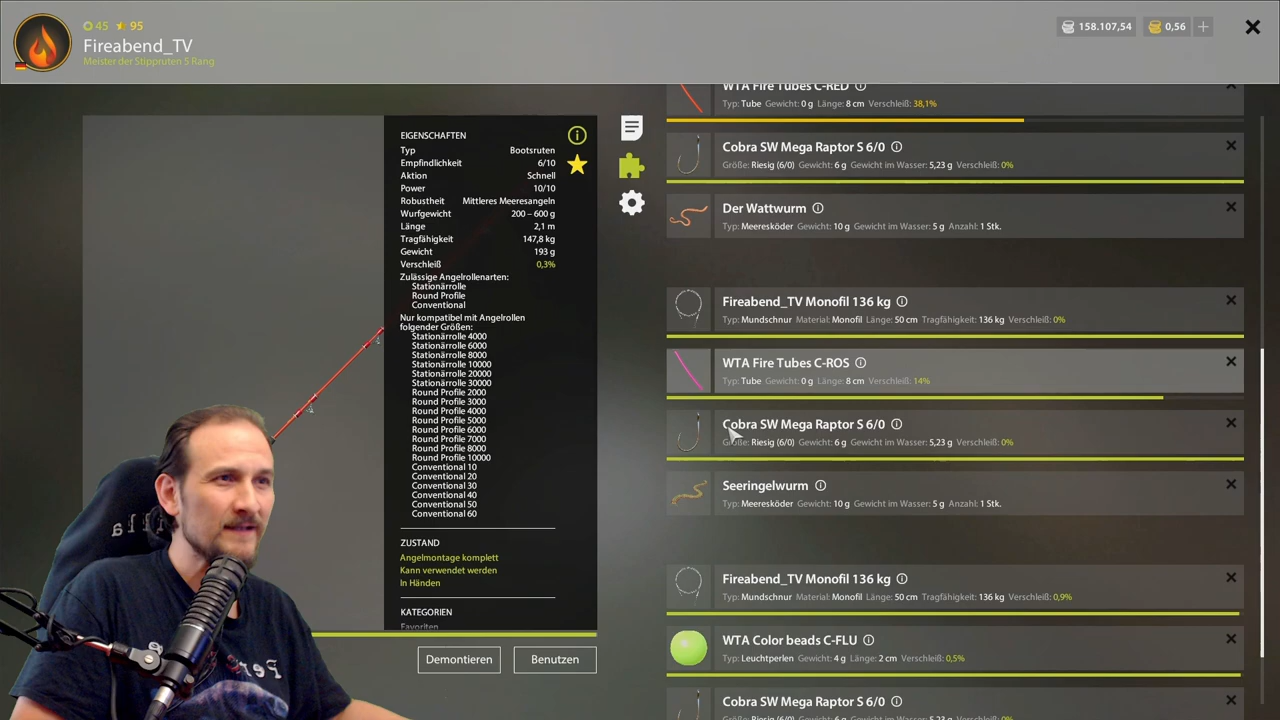 45 95
158.107,54 0,56 +
Fireabend_TV
Meister der Stippruten S Rang
EIGENSCHAFTEN
Typ Bootsruten
Empfindlichkeit 6/10
Aktion Schnell
Power 10/10
Robustheit Mittleres Meeresangeln
Wurfgewicht 200 – 600 g
Länge 2,1 m
Tragfähigkeit 147,8 kg
Gewicht 193 g
Verschleiß 0,3%
Zulässige Angelrollenarten:
Stationärrolle
Round Profile
Conventional
Nur kompatibel mit Angelrollen
folgender Größen:
Stationärrolle 4000
Stationärrolle 6000
Stationärrolle 8000
Stationärrolle 10000
Stationärrolle 20000
Stationärrolle 30000
Round Profile 2000
Round Profile 3000
Round Profile 4000
Round Profile 5000
Round Profile 6000
Round Profile 7000
Round Profile 8000
Round Profile 10000
Conventional 10
Conventional 20
Conventional 30
Conventional 40
Conventional 50
Conventional 60
ZUSTAND
Angelmontage komplett
Kann verwendet werden
In Händen
KATEGORIEN
Favoriten
Demontieren Benutzen
WTA Fire Tubes C-RED
Typ: Tube Gewicht: 0 g Länge: 8 cm Verschleiß: 38,1%
Cobra SW Mega Raptor S 6/0
Größe: Riesig (6/0) Gewicht: 6 g Gewicht im Wasser: 5,23 g Verschleiß: 0%
Der Wattwurm
Typ: Meeresköder Gewicht: 10 g Gewicht im Wasser: 5 g Anzahl: 1 Stk.
Fireabend_TV Monofil 136 kg
Typ: Mundschnur Material: Monofil Länge: 50 cm Tragfähigkeit: 136 kg Verschleiß: 0%
WTA Fire Tubes C-ROS
Typ: Tube Gewicht: 0 g Länge: 8 cm Verschleiß: 14%
Cobra SW Mega Raptor S 6/0
Größe: Riesig (6/0) Gewicht: 6 g Gewicht im Wasser: 5,23 g Verschleiß: 0%
Seeringelwurm
Typ: Meeresköder Gewicht: 10 g Gewicht im Wasser: 5 g Anzahl: 1 Stk.
Fireabend_TV Monofil 136 kg
Typ: Mundschnur Material: Monofil Länge: 50 cm Tragfähigkeit: 136 kg Verschleiß: 0,9%
WTA Color beads C-FLU
Typ: Leuchtperlen Gewicht: 4 g Länge: 2 cm Verschleiß: 0,5%
Cobra SW Mega Raptor S 6/0
Größe: Riesig (6/0) Gewicht: 6 g Gewicht im Wasser: 5,23 g Verschleiß: 0%